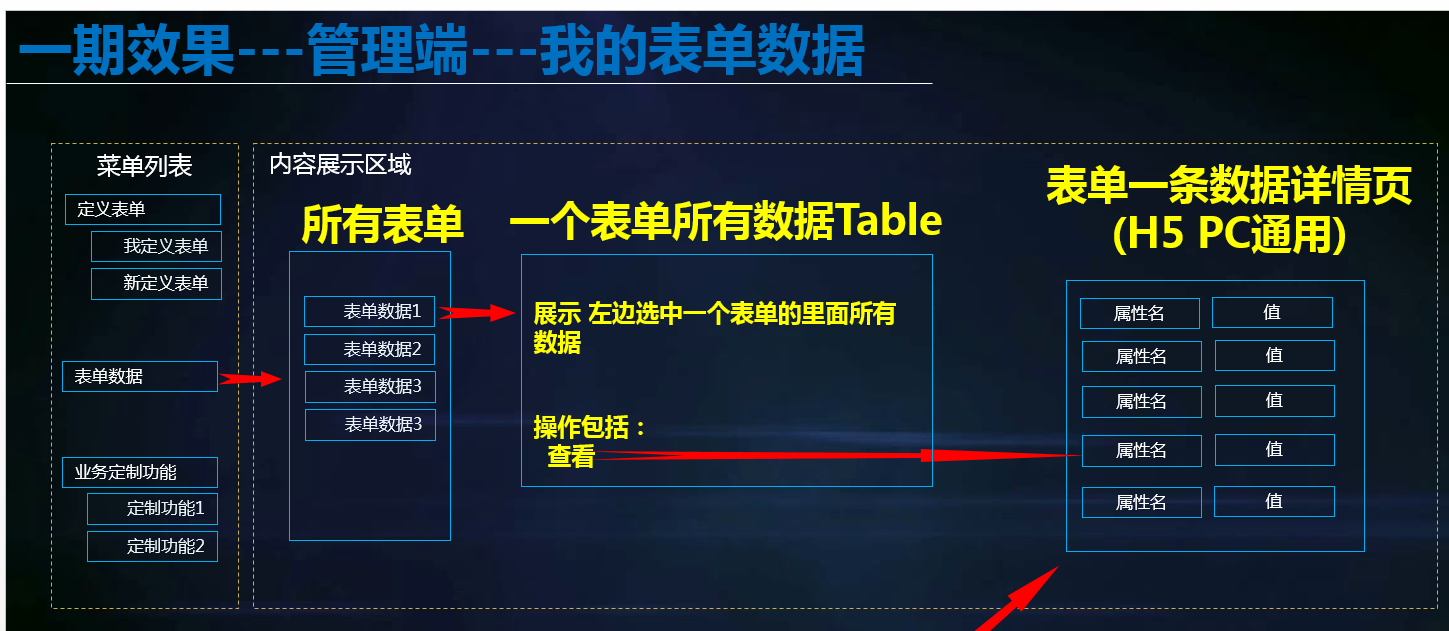 一期效果---管理端---我的表单数据
菜单列表
定义表单
我定义表单
新定义表单
表单数据
业务定制功能
定制功能1
定制功能2
内容展示区域
所有表单
表单数据1
表单数据2
表单数据3
表单数据3
一个表单所有数据Table
展示 左边选中一个表单的里面所有
数据
操作包括：
查看
表单一条数据详情页
(H5 PC通用)
属性名 值
属性名 值
属性名 值
属性名 值
属性名 值